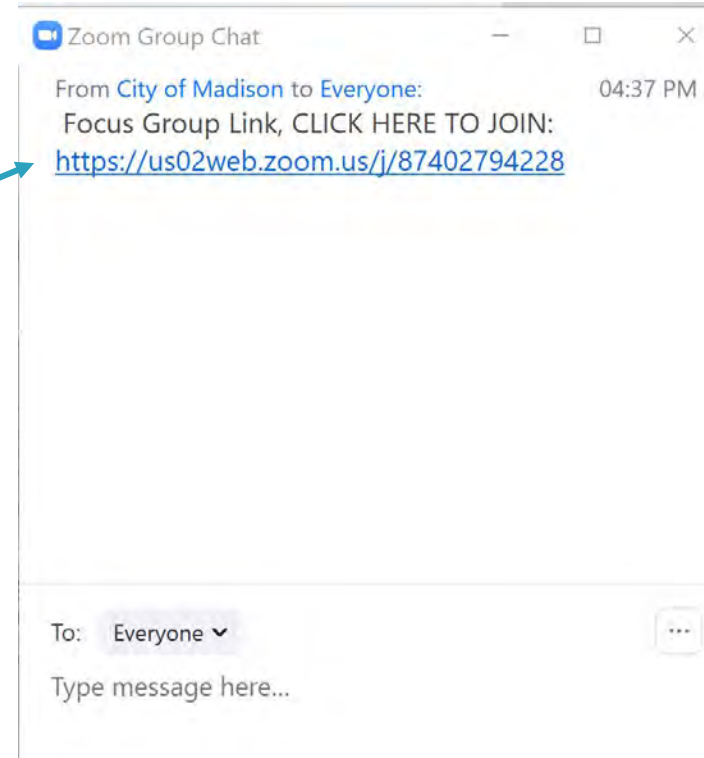 Zoom Group Chat
From City of Madison to Everyone: 04:37 PM
Focus Group Link, CLICK HERE TO JOIN:
https://us02web.zoom.us/j/87402794228
To: Everyone
Type message here...